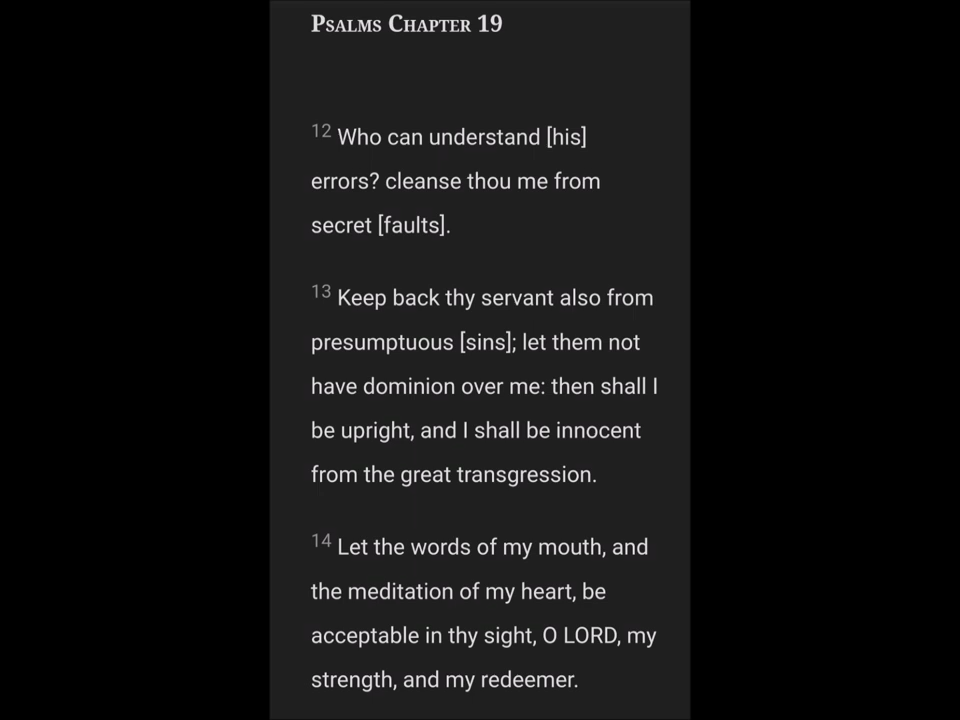 Psalms Chapter 19
12 Who can understand [his]
errors? cleanse thou me from
secret [faults].
13 Keep back thy servant also from
presumptuous [sins]; let them not
have dominion over me: then shall I
be upright, and I shall be innocent
from the great transgression.
14 Let the words of my mouth, and
the meditation of my heart, be
acceptable in thy sight, O LORD, my
strength, and my redeemer.